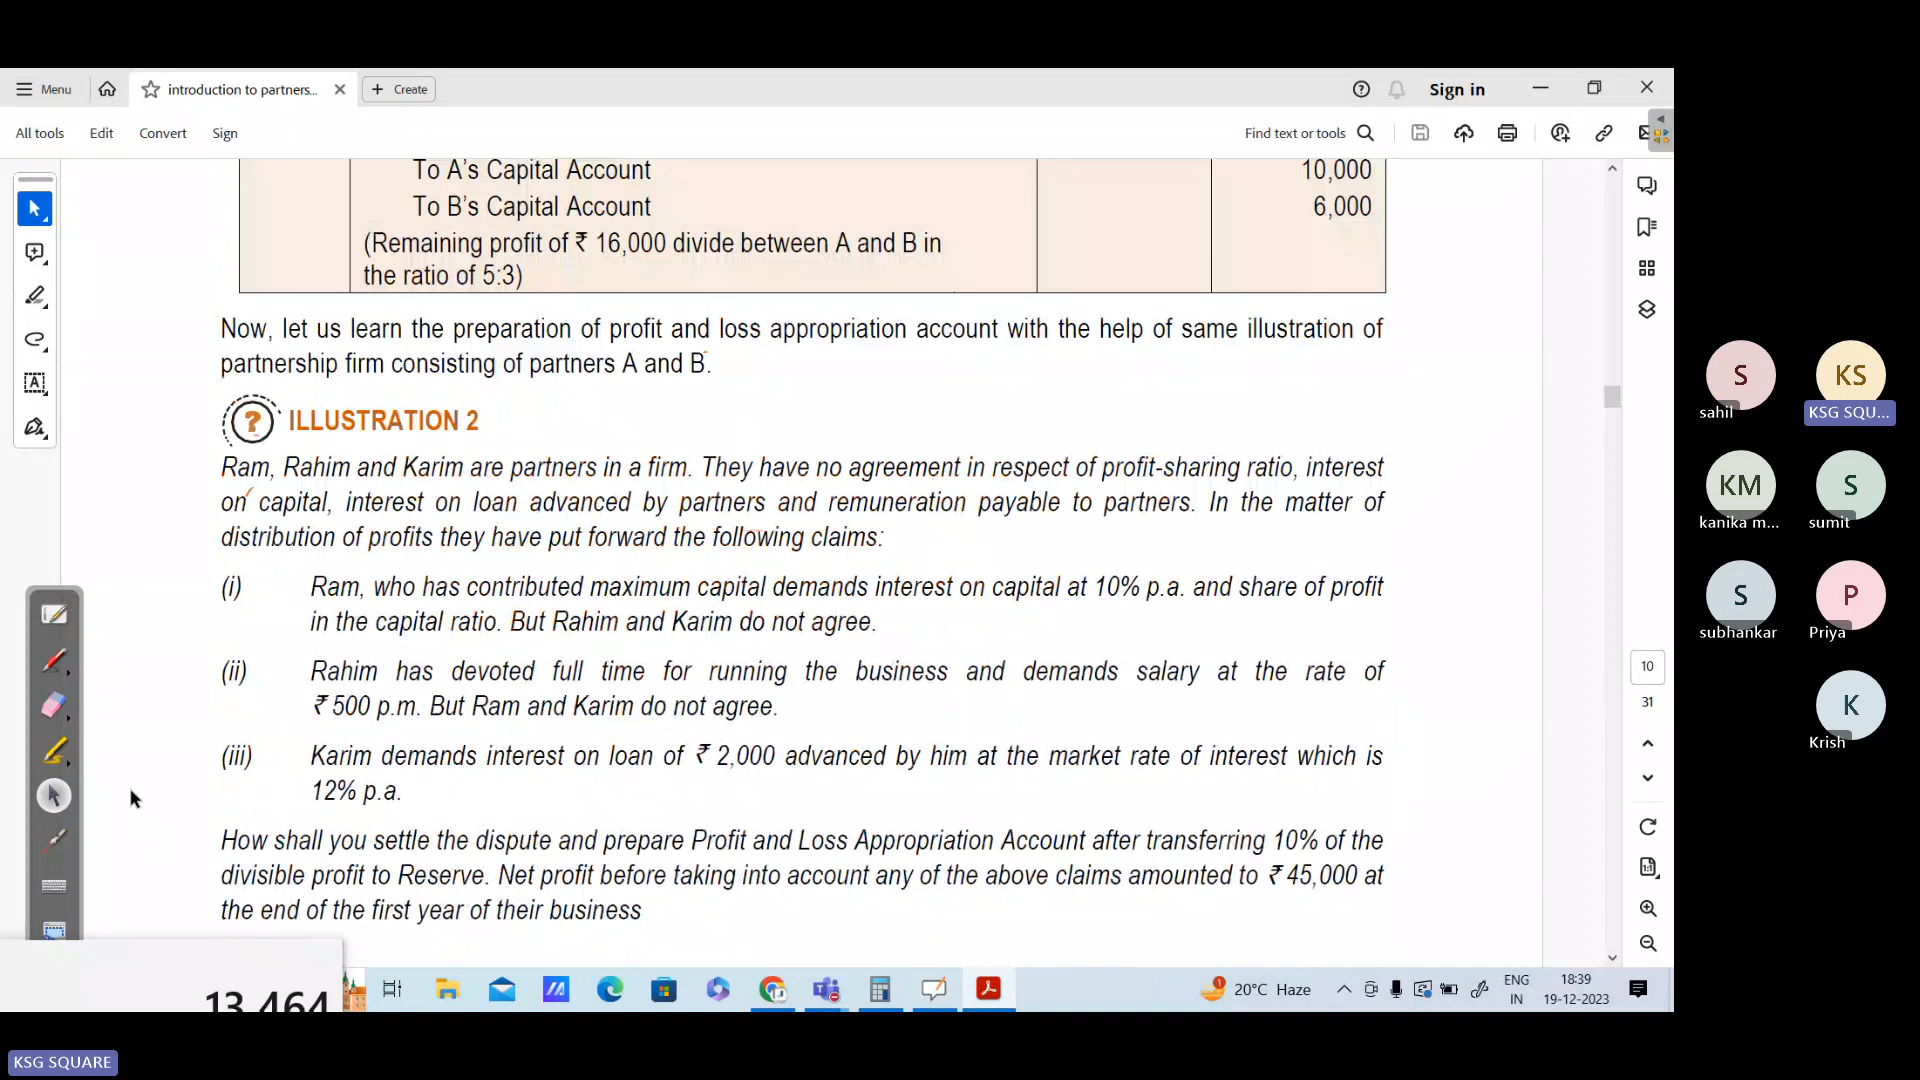 Menu
introduction to partners...
Create
Sign in
All tools
Edit
Convert
Sign
Find text or tools
To A's Capital Account 10,000
To B's Capital Account 6,000
(Remaining profit of ₹ 16,000 divide between A and B in
the ratio of 5:3)
Now, let us learn the preparation of profit and loss appropriation account with the help of same illustration of
partnership firm consisting of partners A and B.
? ILLUSTRATION 2
Ram, Rahim and Karim are partners in a firm. They have no agreement in respect of profit-sharing ratio, interest
on capital, interest on loan advanced by partners and remuneration payable to partners. In the matter of
distribution of profits they have put forward the following claims:
(i) Ram, who has contributed maximum capital demands interest on capital at 10% p.a. and share of profit
in the capital ratio. But Rahim and Karim do not agree.
(ii) Rahim has devoted full time for running the business and demands salary at the rate of
₹ 500 p.m. But Ram and Karim do not agree.
(iii) Karim demands interest on loan of ₹ 2,000 advanced by him at the market rate of interest which is
12% p.a.
How shall you settle the dispute and prepare Profit and Loss Appropriation Account after transferring 10% of the
divisible profit to Reserve. Net profit before taking into account any of the above claims amounted to ₹ 45,000 at
the end of the first year of their business
10
31
13,464
1
20°C Haze
ENG
IN
18:39
19-12-2023
S
sahil
KS
KSG SQU...
KM
kanika m...
S
sumit
S
subhankar
P
Priya
K
Krish
KSG SQUARE